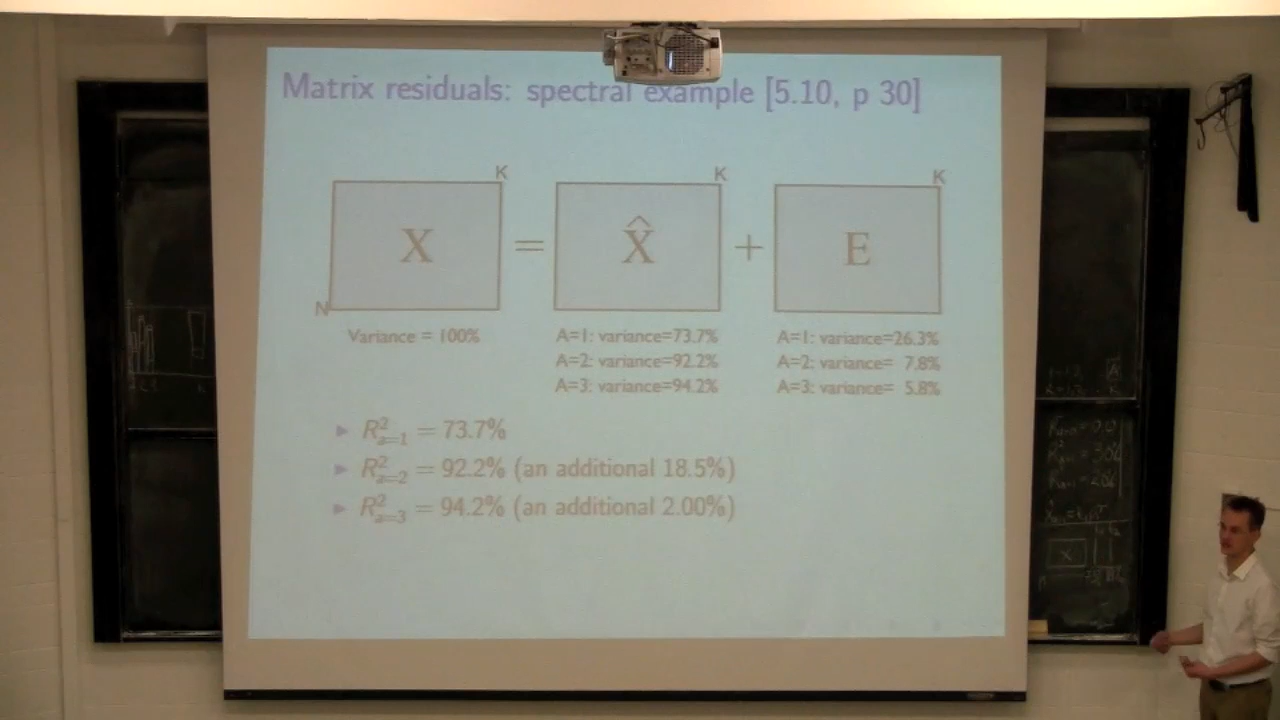 Matrix residuals: spectral example [5.10, p 30]
K K K
X = X̂ + E
N
Variance = 100%
A=1: variance=73.7%
A=2: variance=92.2%
A=3: variance=94.2%
A=1: variance=26.3%
A=2: variance= 7.8%
A=3: variance= 5.8%
► R²a=1 = 73.7%
► R²a=2 = 92.2% (an additional 18.5%)
► R²a=3 = 94.2% (an additional 2.00%)
X